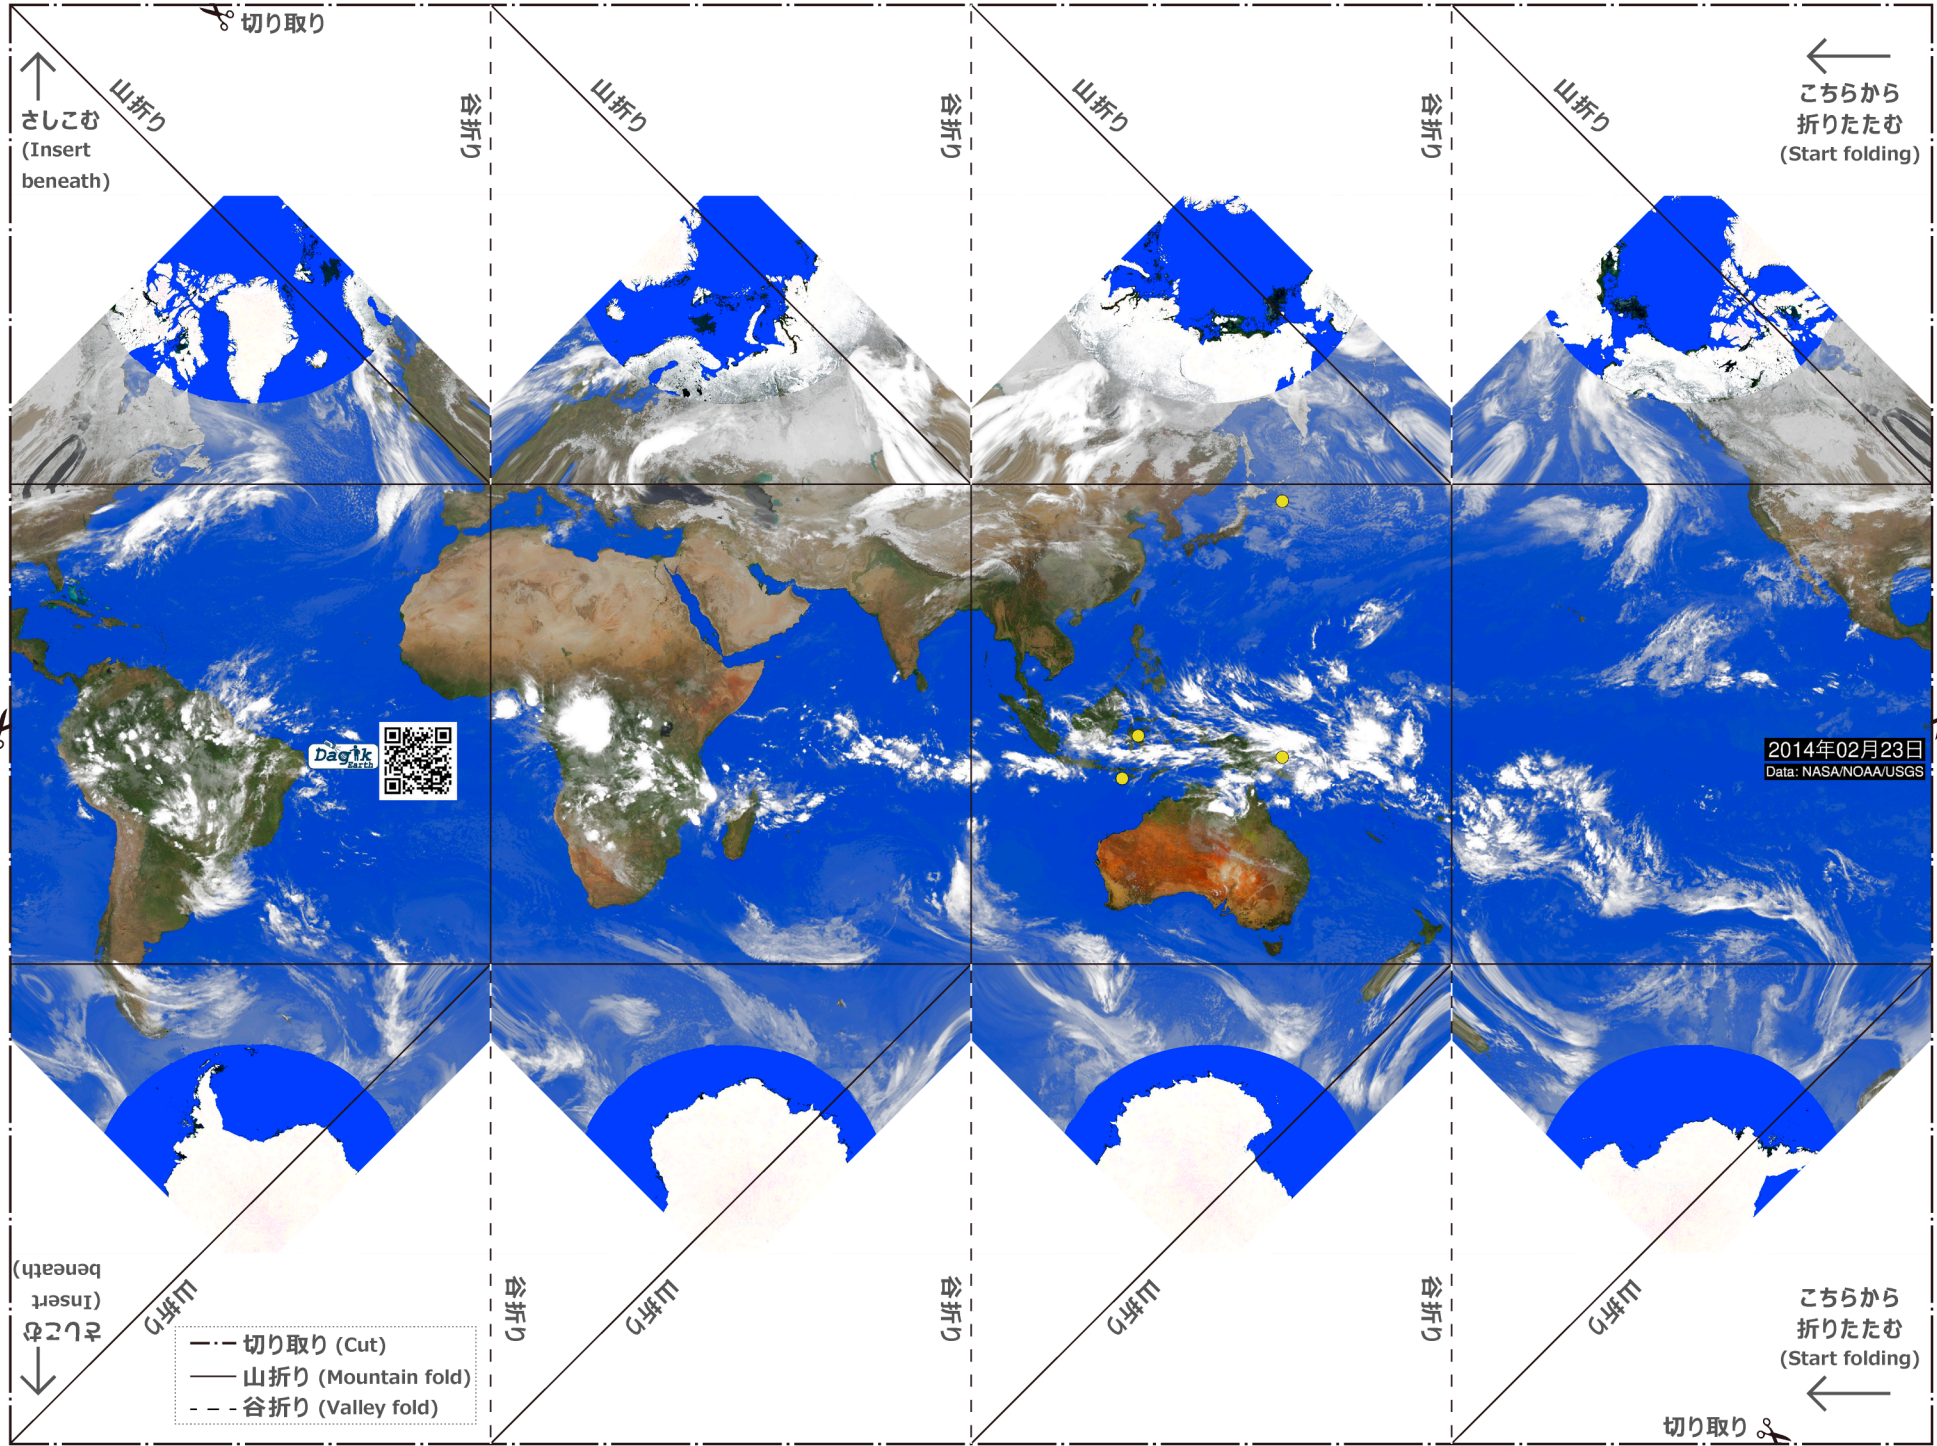 切り取り
さしこむ
(Insert
beneath)
山折り
谷折り
山折り
谷折り
山折り
谷折り
山折り
こちらから
折りたたむ
(Start folding)
Dagik
Earth
2014年02月23日
Data: NASA/NOAA/USGS
さしこむ
(Insert
beneath)
山折り
谷折り
山折り
谷折り
山折り
谷折り
山折り
切り取り (Cut)
山折り (Mountain fold)
谷折り (Valley fold)
こちらから
折りたたむ
(Start folding)
切り取り